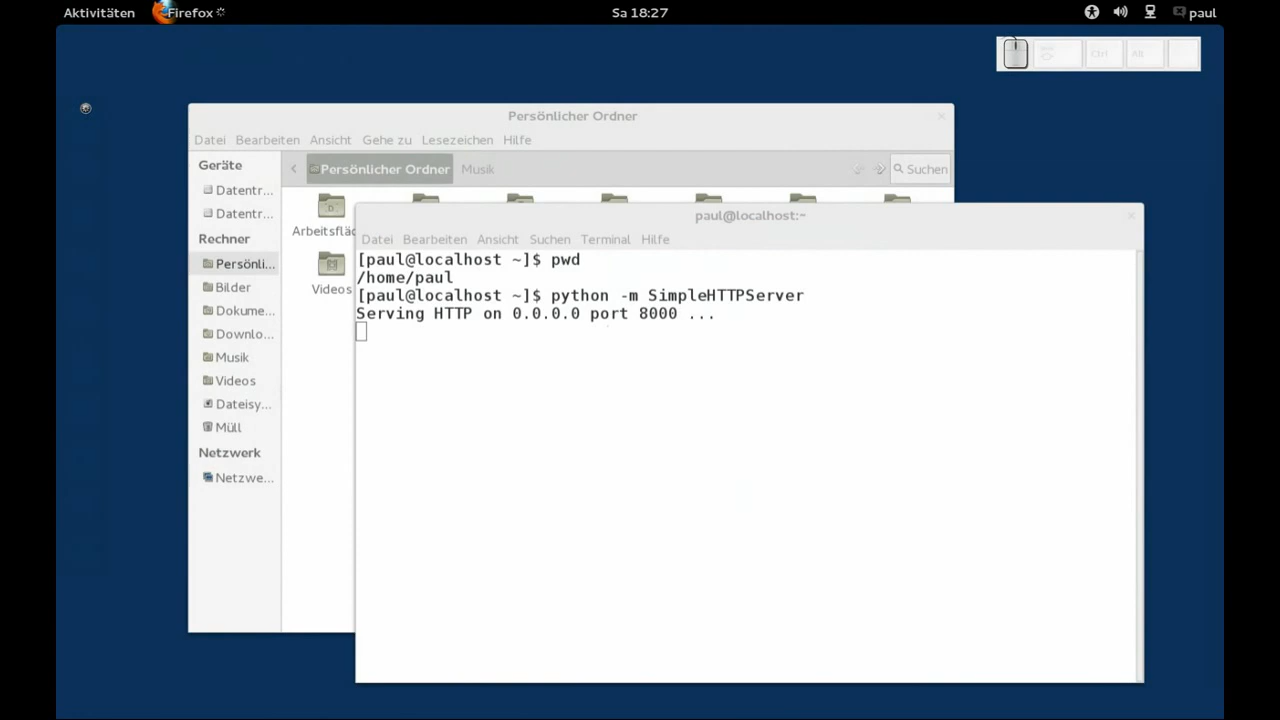 Aktivitäten Firefox Sa 18:27 paul
Ctrl Alt
Persönlicher Ordner
Datei Bearbeiten Ansicht Gehe zu Lesezeichen Hilfe
Geräte
Datentr...
Datentr...
Rechner
Persönli...
Bilder
Dokume...
Downlo...
Musik
Videos
Dateisy...
Müll
Netzwerk
Netzwe...
Persönlicher Ordner Musik Suchen
Arbeitsfläc
Videos
paul@localhost:~
Datei Bearbeiten Ansicht Suchen Terminal Hilfe
[paul@localhost ~]$ pwd
/home/paul
[paul@localhost ~]$ python -m SimpleHTTPServer
Serving HTTP on 0.0.0.0 port 8000 ...